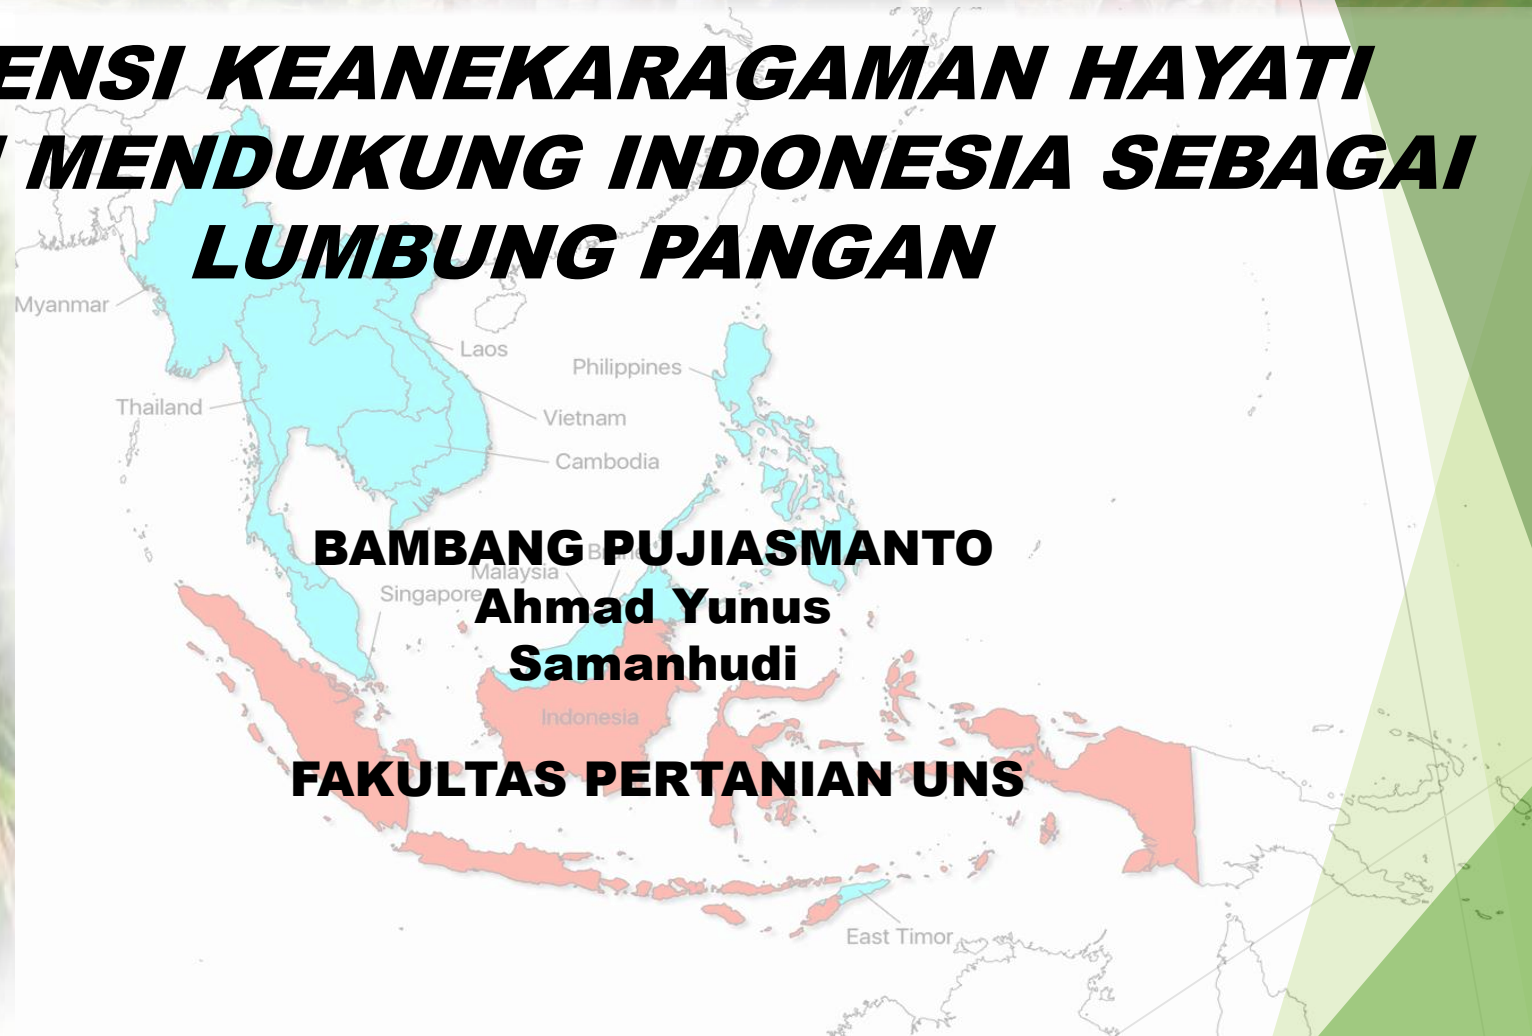 ENSI KEANEKARAGAMAN HAYATI
MENDUKUNG INDONESIA SEBAGAI
LUMBUNG PANGAN
Myanmar
Laos
Philippines
Thailand
Vietnam
Cambodia
BAMBANG PUJIASMANTO
Malaysia
Singapore
Ahmad Yunus
Samanhudi
Indonesia
FAKULTAS PERTANIAN UNS
East Timor